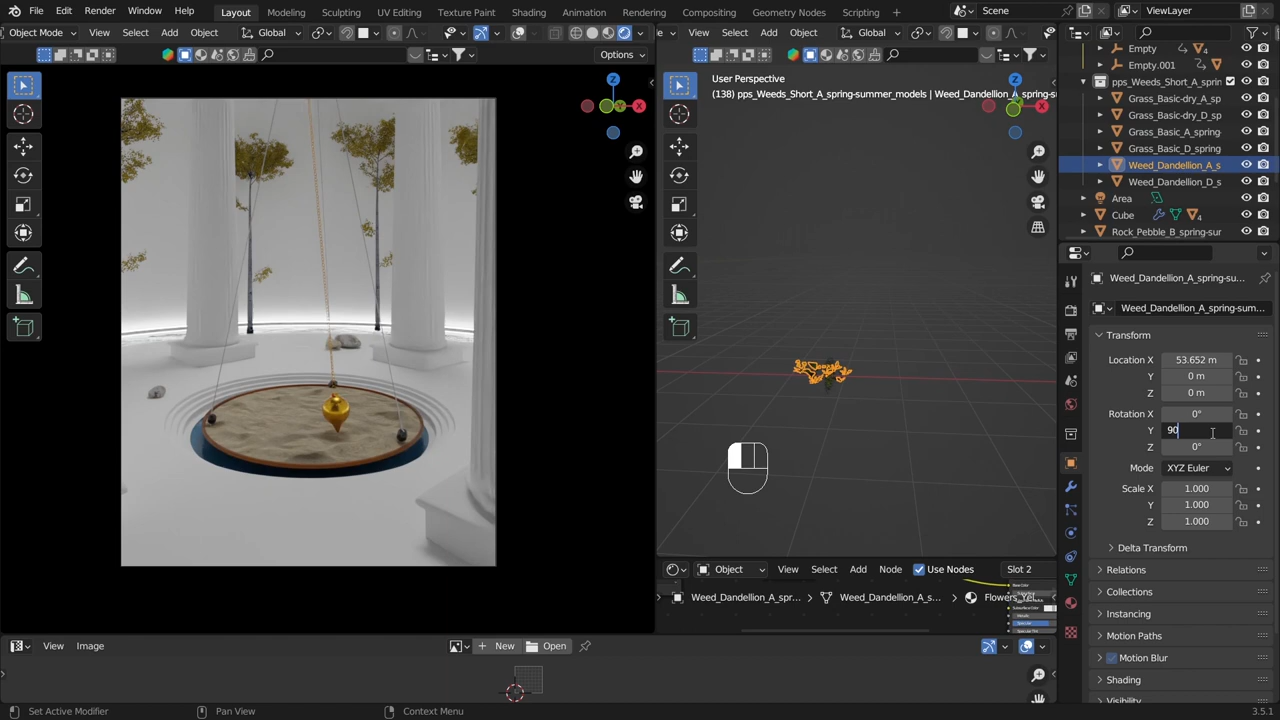 File Edit Render Window Help Layout Modeling Sculpting UV Editing Texture Paint Shading Animation Rendering Compositing Geometry Nodes Scripting Scene ViewLayer
Object Mode View Select Add Object Global View Select Add Object Global
Options
User Perspective
(138) pps_Weeds_Short_A_spring-summer_models | Weed_Dandellion_A_s
Z
X
Y
Z
X
Empty
4
Empty.001
pps_Weeds_Short_A_sprin
Grass_Basic-dry_A_sp
Grass_Basic-dry_D_sp
Grass_Basic_A_spring
Grass_Basic_D_spring
Weed_Dandellion_A_s
Weed_Dandellion_D_s
Area
Cube
4
Rock_Pebble_B_spring-sur
Weed_Dandellion_A_spring-su...
Weed_Dandellion_A_spring-sum...
Transform
Location X 53.652 m
Y 0 m
Z 0 m
Rotation X 0°
Y 90
Z 0°
Mode XYZ Euler
Scale X 1.000
Y 1.000
Z 1.000
Delta Transform
Relations
Collections
Instancing
Motion Paths
Motion Blur
Shading
Visibility
Object View Select Add Node Use Nodes Slot 2
Weed_Dandellion_A_spr... Weed_Dandellion_A_s... Flowers_Yel
View Image New Open
Set Active Modifier Pan View Context Menu 3.5.1